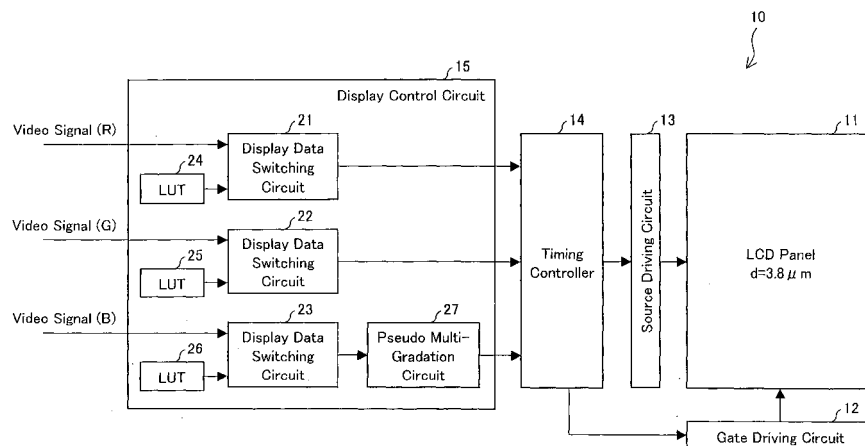 10
15
Display Control Circuit
Video Signal (R)
21
Display Data
Switching
Circuit
24
LUT
Video Signal (G)
22
Display Data
Switching
Circuit
25
LUT
Video Signal (B)
23
Display Data
Switching
Circuit
26
LUT
27
Pseudo Multi-
Gradation
Circuit
14
Timing
Controller
13
Source Driving Circuit
11
LCD Panel
d=3.8μm
12
Gate Driving Circuit